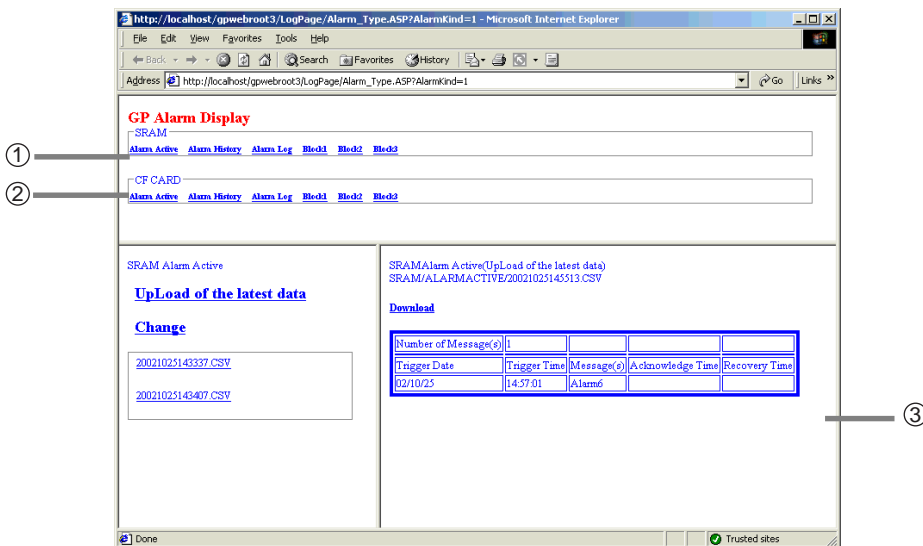 http://localhost/gpwebroot3/LogPage/Alarm_Type.ASP?AlarmKind=1 - Microsoft Internet Explorer
File Edit View Favorites Tools Help
Back Search Favorites History
Address http://localhost/gpwebroot3/LogPage/Alarm_Type.ASP?AlarmKind=1 Go Links »
GP Alarm Display
SRAM
Alarm Active Alarm History Alarm Log Block1 Block2 Block3
①
CF CARD
Alarm Active Alarm History Alarm Log Block1 Block2 Block3
②
SRAM Alarm Active
UpLoad of the latest data
Change
20021025143337.CSV
20021025143407.CSV
SRAMAlarm Active(UpLoad of the latest data)
SRAM/ALARMACTIVE/20021025145513.CSV
Download
Number of Message(s) 1
Trigger Date Trigger Time Message(s) Acknowledge Time Recovery Time
02/10/25 14:57:01 Alarm6
③
Done Trusted sites